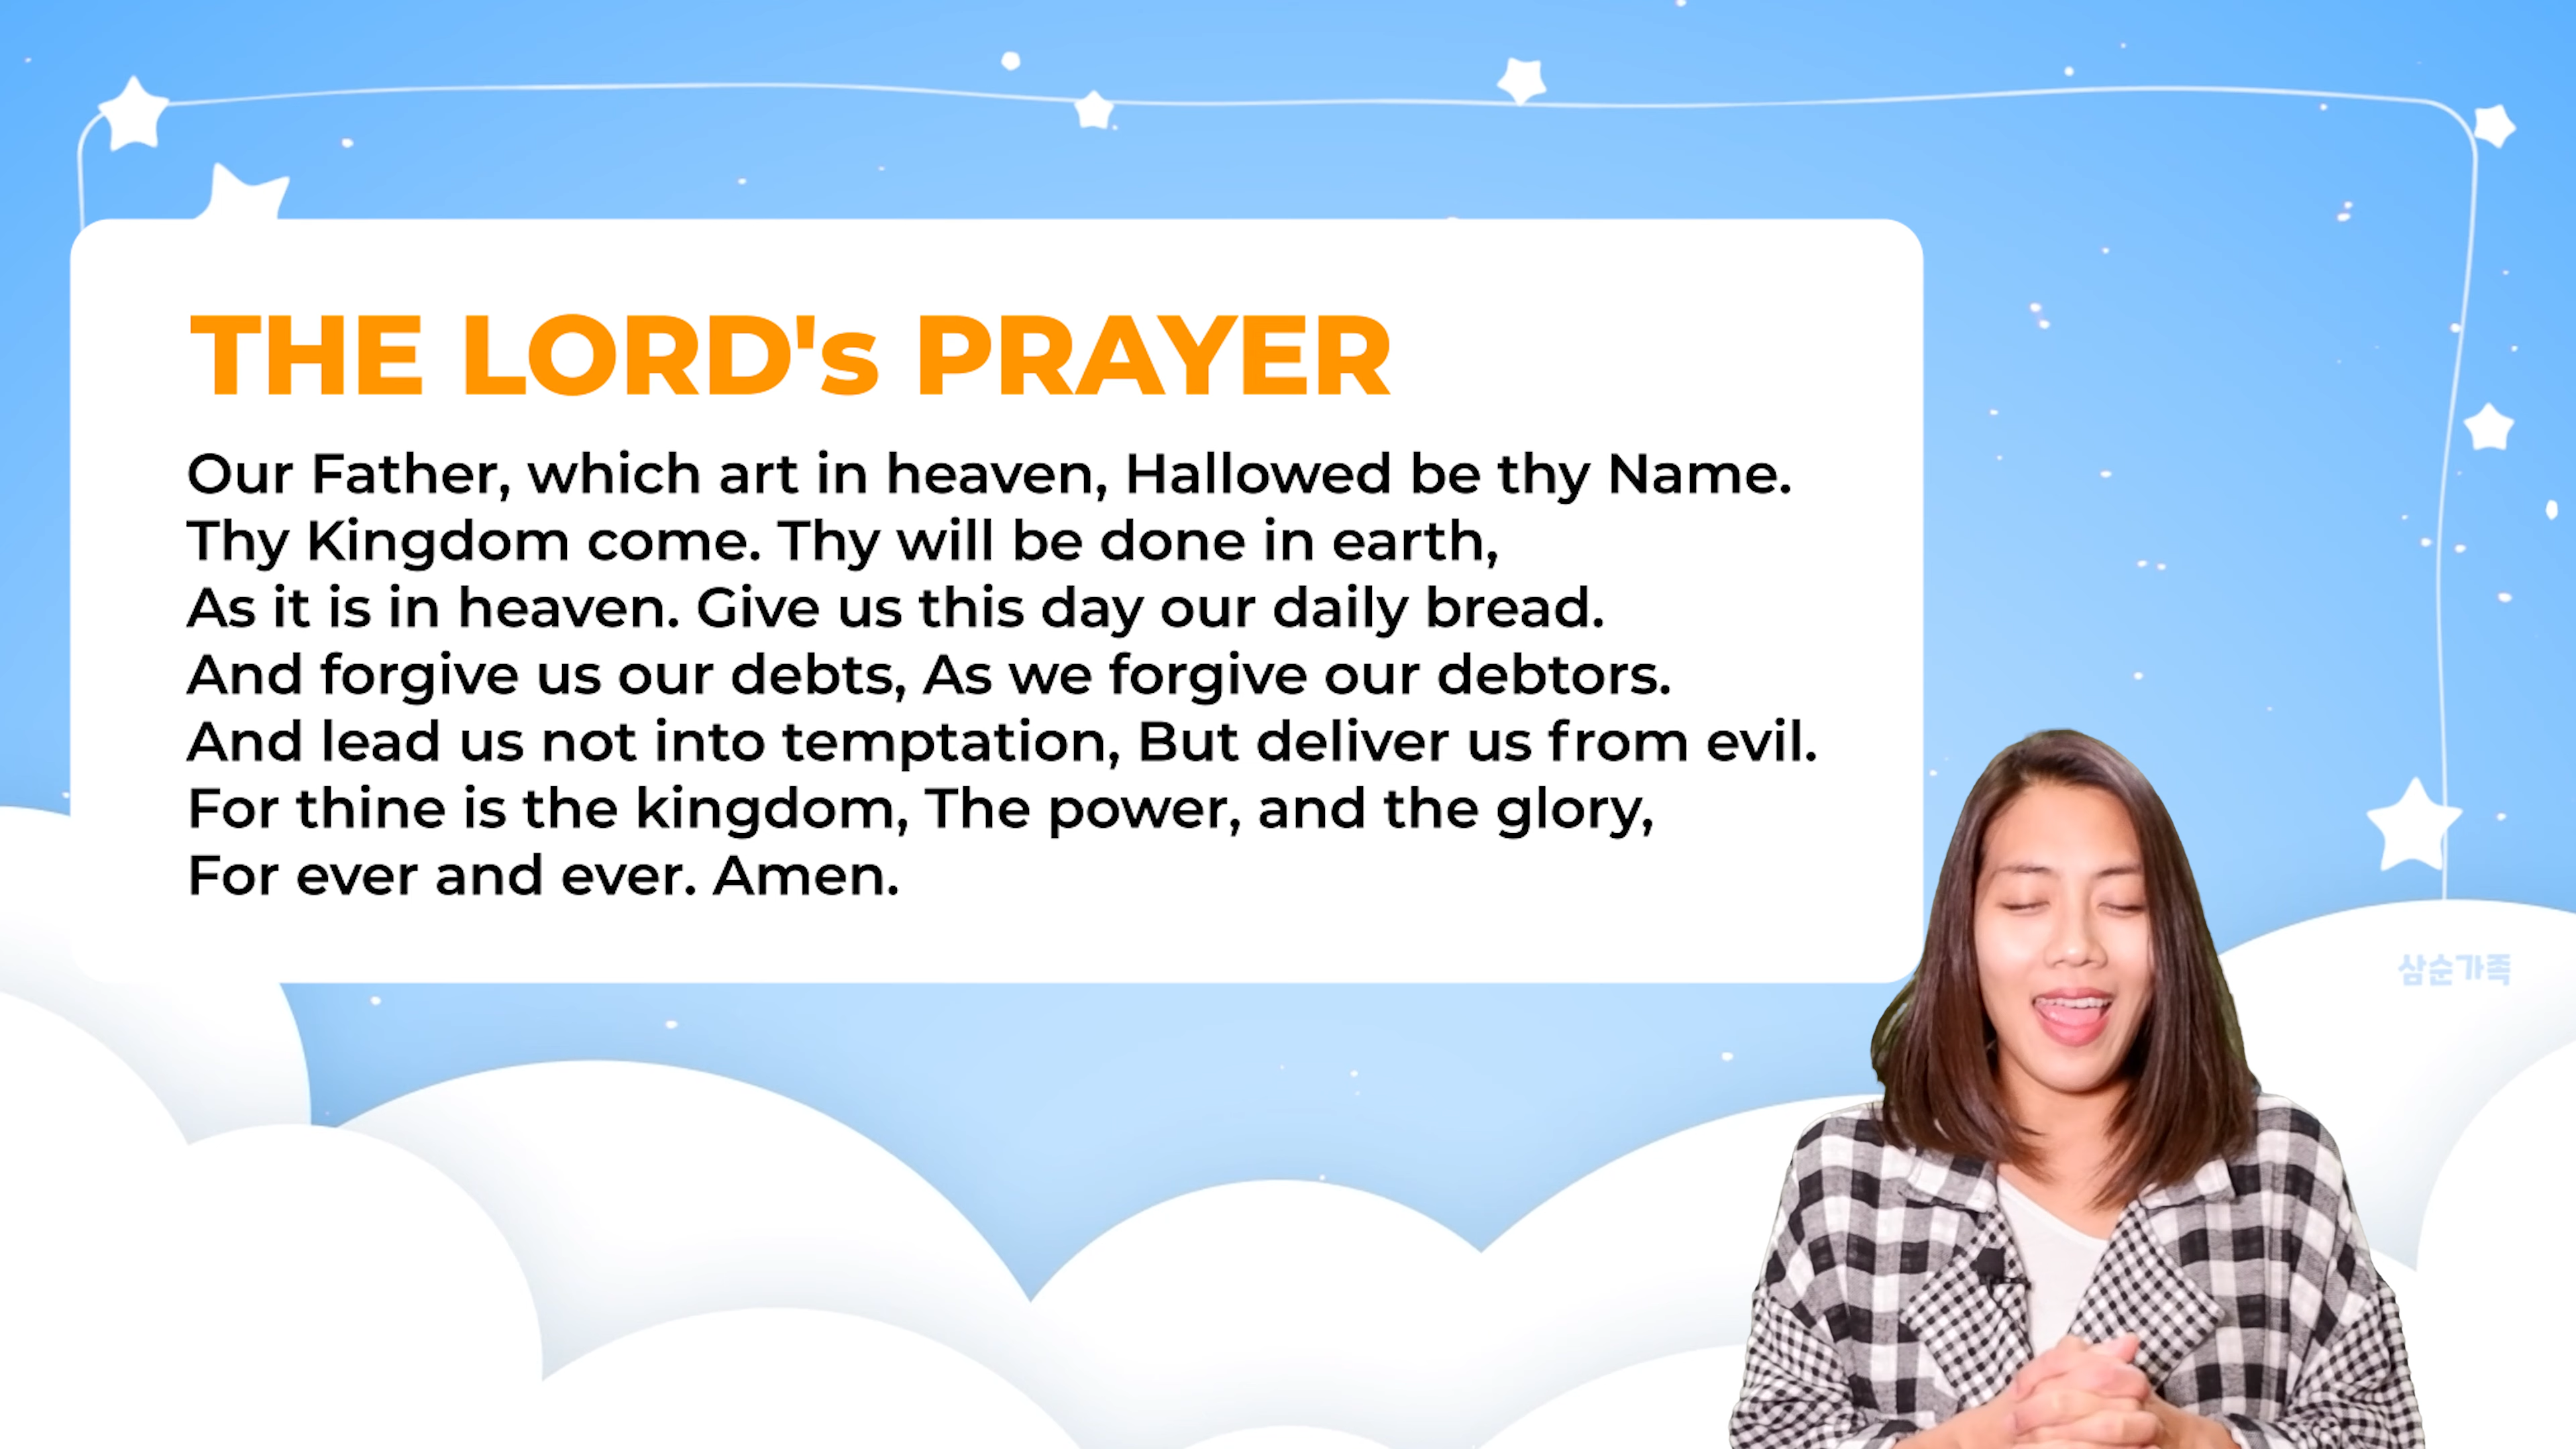 THE LORD's PRAYER
Our Father, which art in heaven, Hallowed be thy Name.
Thy Kingdom come. Thy will be done in earth,
As it is in heaven. Give us this day our daily bread.
And forgive us our debts, As we forgive our debtors.
And lead us not into temptation, But deliver us from evil.
For thine is the kingdom, The power, and the glory,
For ever and ever. Amen.
삼순가족